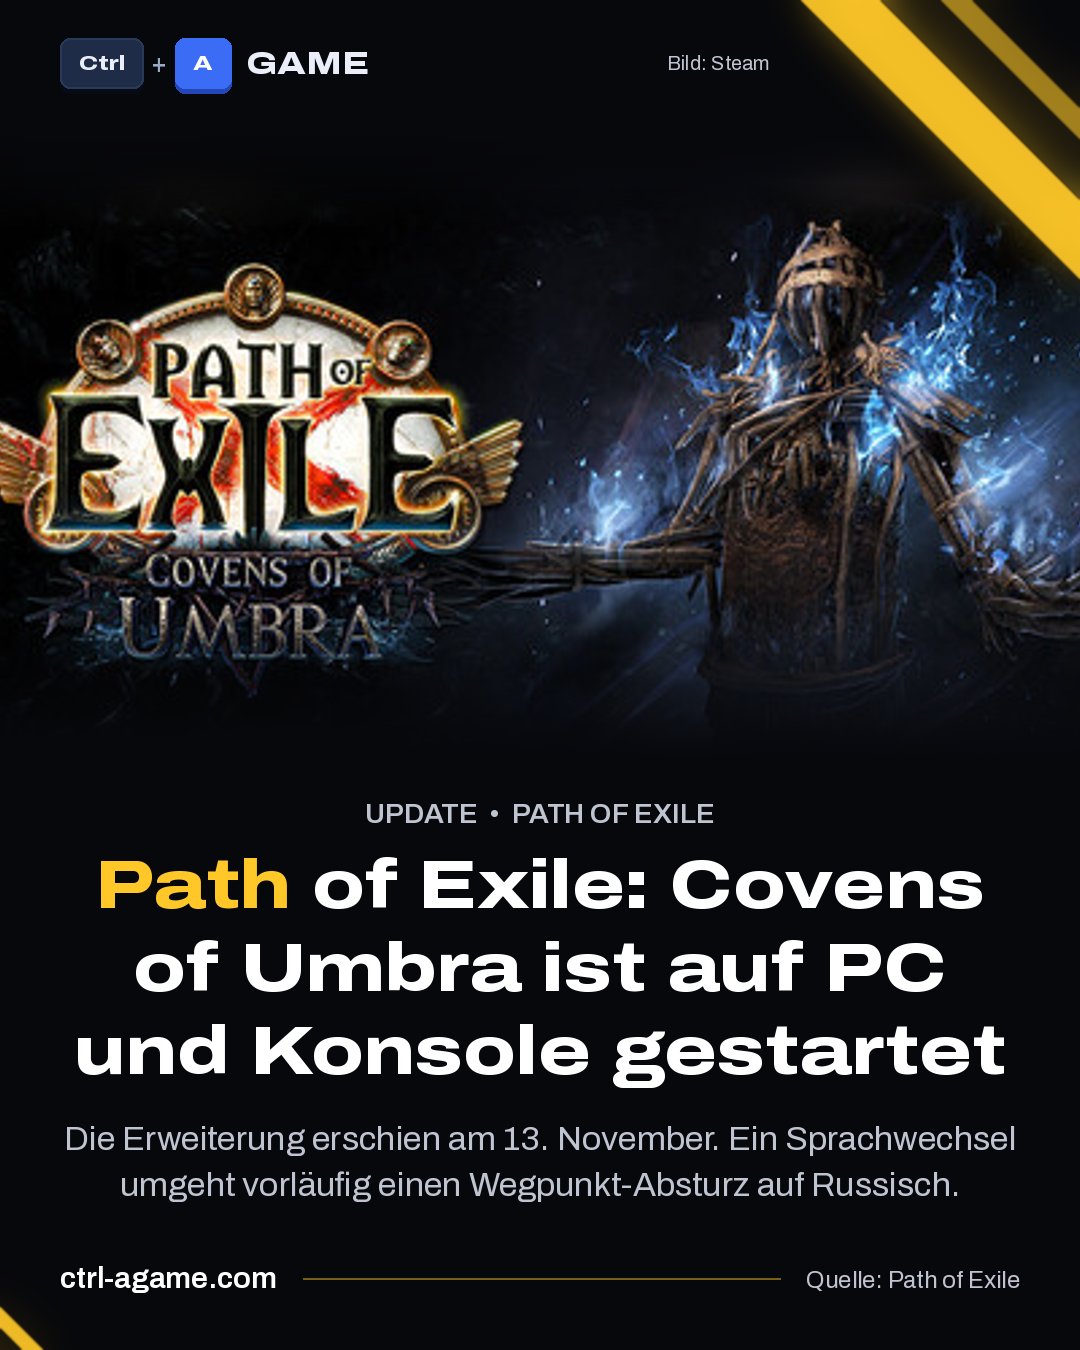 Ctrl + A GAME
Bild: Steam
PATH OF
EXILE
COVENS OF
UMBRA
UPDATE • PATH OF EXILE
Path of Exile: Covens
of Umbra ist auf PC
und Konsole gestartet
Die Erweiterung erschien am 13. November. Ein Sprachwechsel
umgeht vorläufig einen Wegpunkt-Absturz auf Russisch.
ctrl-agame.com
Quelle: Path of Exile